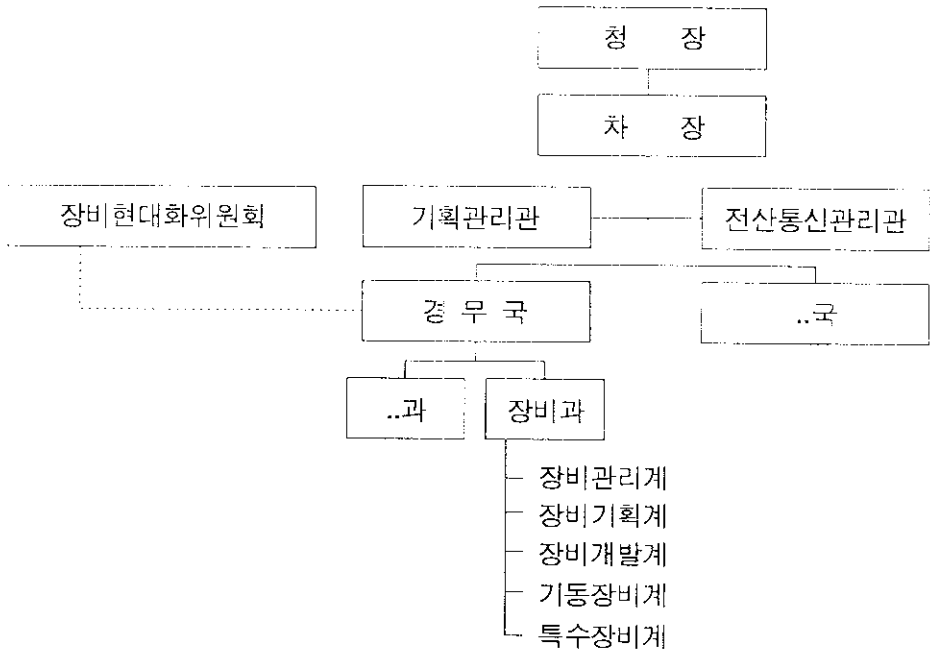 청 장
차 장
장비현대화위원회 기획관리관 전산통신관리관
경 무 국 ..국
..과 장비과
장비관리계
장비기획계
장비개발계
기동장비계
특수장비계